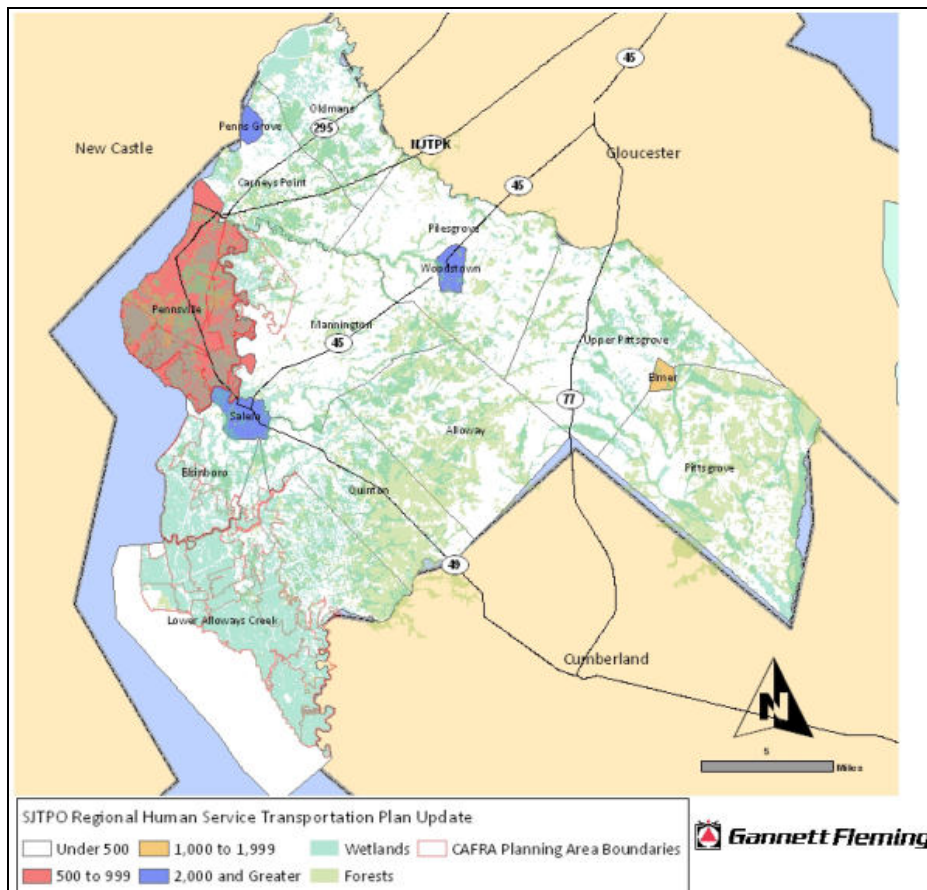 45
Oldmans
Penns Grove
295
New Castle
NJTPK
Gloucester
Carneys Point
45
Pilesgrove
Woodstown
Pennsville
Mannington
45
Upper Pittsgrove
Elmer
77
Salem
Alloway
Pittsgrove
Elsinboro
Quinton
49
Lower Alloways Creek
Cumberland
N
5
Miles
SJTPO Regional Human Service Transportation Plan Update
Under 500
1,000 to 1,999
Wetlands
CAFRA Planning Area Boundaries
500 to 999
2,000 and Greater
Forests
Gannett Fleming